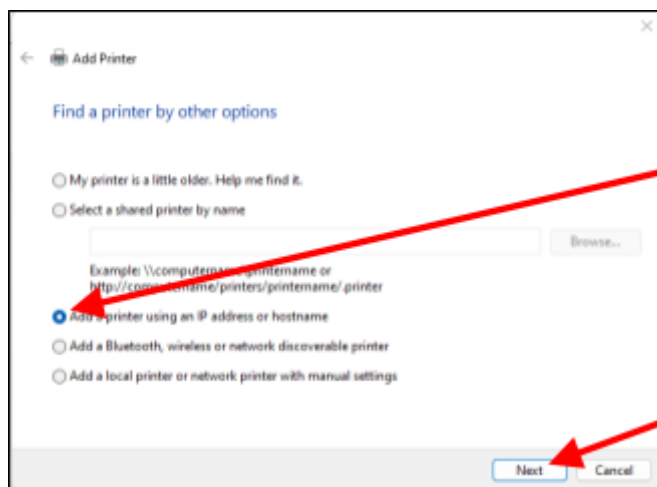 Add Printer
Find a printer by other options
My printer is a little older. Help me find it.
Select a shared printer by name
Browse...
Example: \\computername\printername or
http://computername/printers/printername/.printer
Add a printer using an IP address or hostname
Add a Bluetooth, wireless or network discoverable printer
Add a local printer or network printer with manual settings
Next Cancel